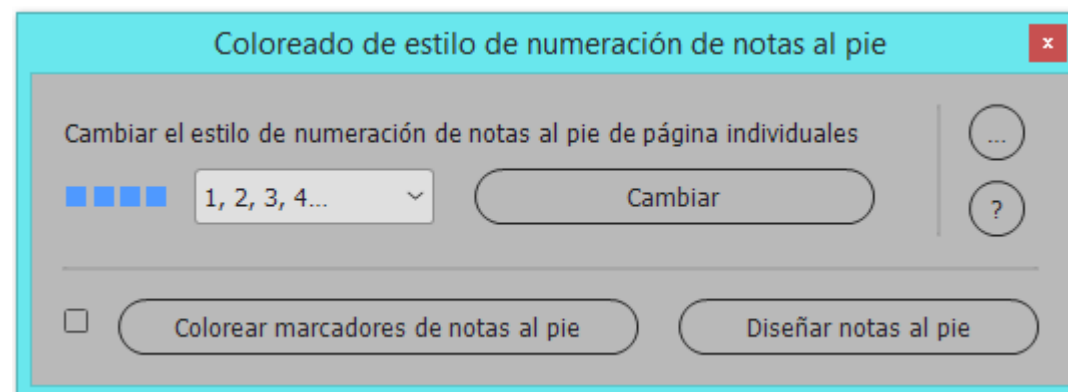 Coloreado de estilo de numeración de notas al pie
x
Cambiar el estilo de numeración de notas al pie de página individuales
...
1, 2, 3, 4...
Cambiar
?
Colorear marcadores de notas al pie
Diseñar notas al pie